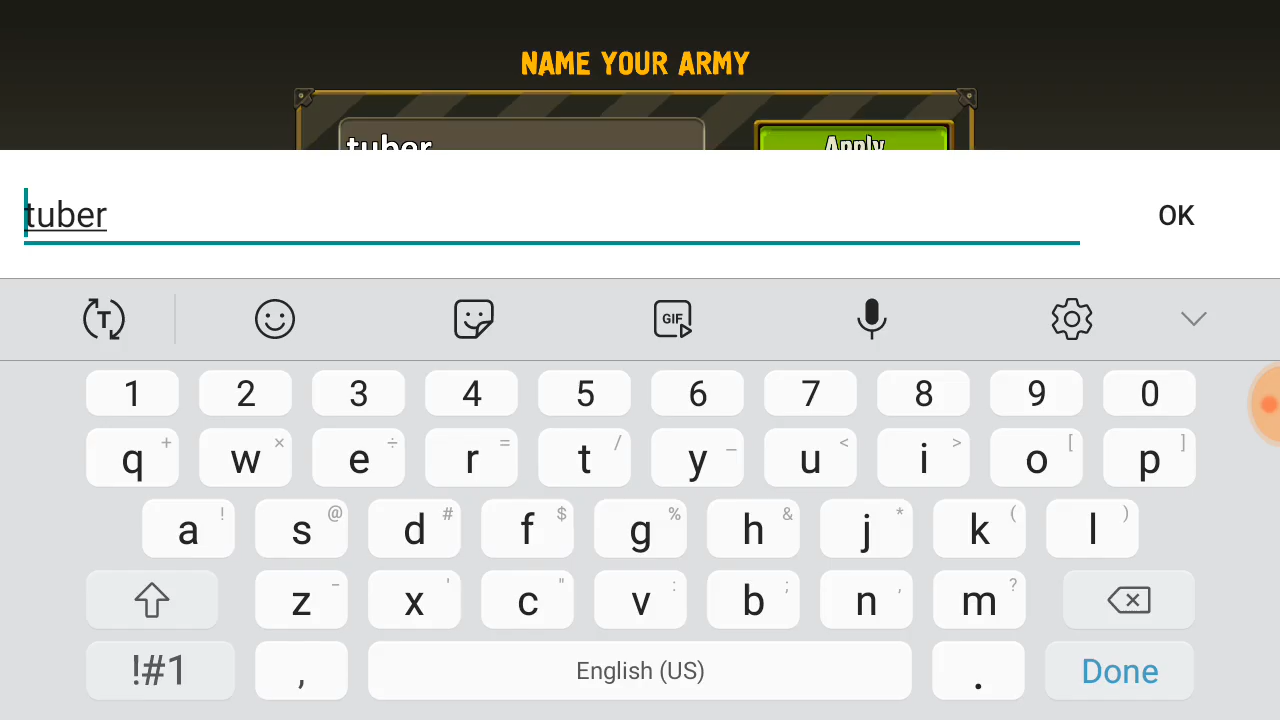 NAME YOUR ARMY
tuber
Apply
tuber
OK
T
GIF
1 2 3 4 5 6 7 8 9 0
q + w × e ÷ r = t / y _ u < i > o [ p ]
a ! s @ d # f $ g % h & j * k ( l )
z - x ' c " v : b ; n , m ?
!#1 , English (US) . Done